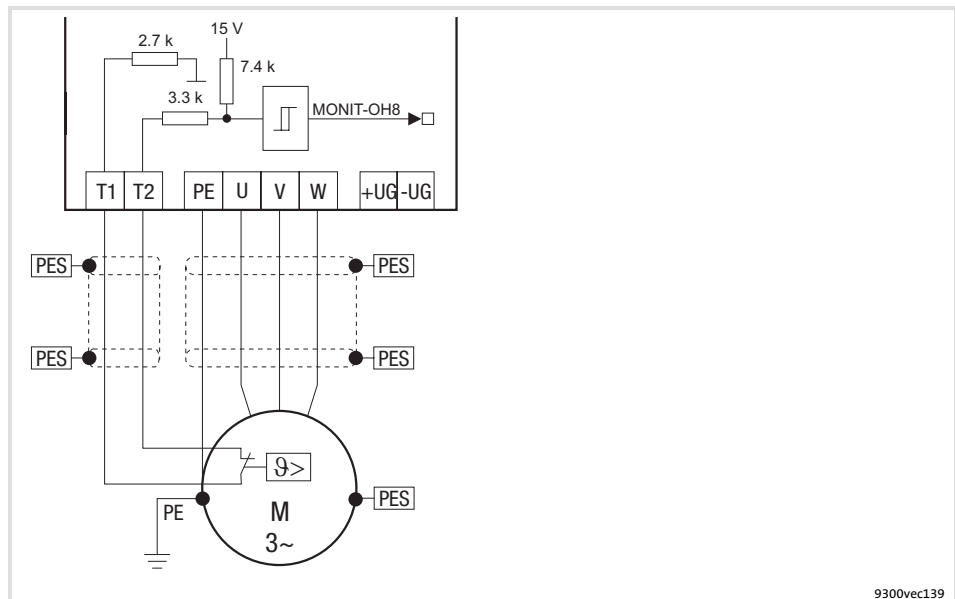 15 V
2.7 k
7.4 k
3.3 k
MONIT-OH8
T1 T2 PE U V W +UG -UG
PES PES
PES PES
ϑ>
PES
PE
M
3~
9300vec139